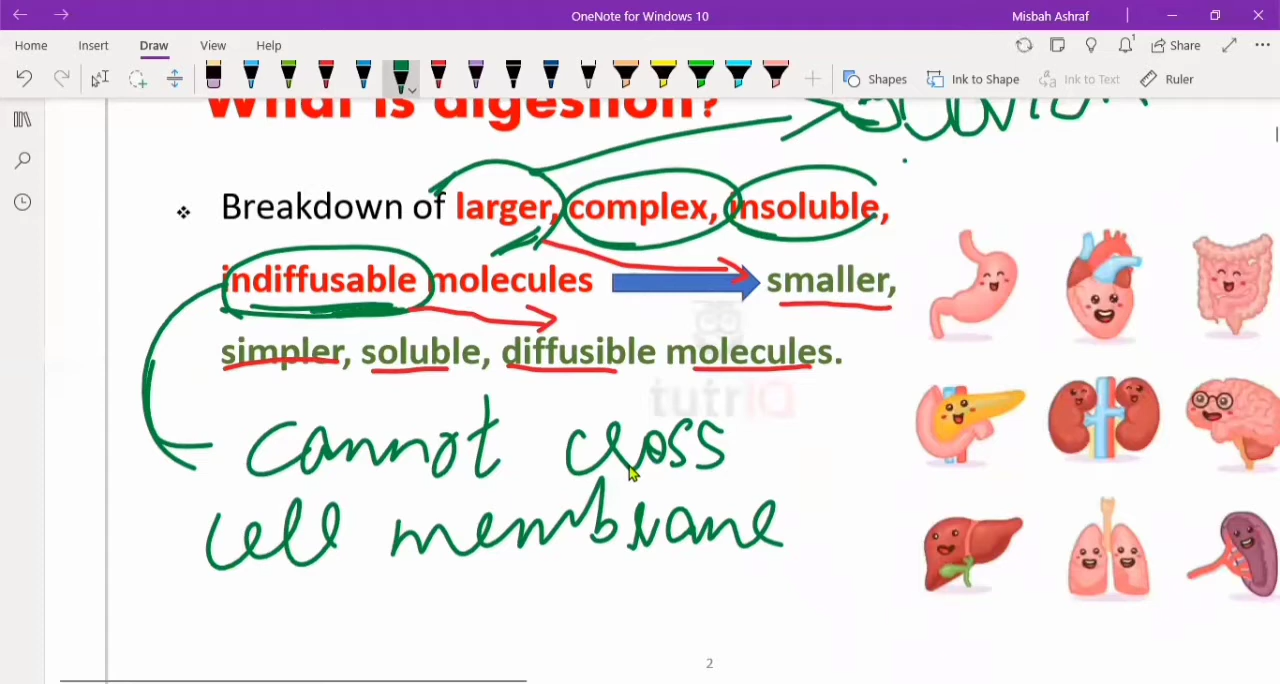 OneNote for Windows 10
Misbah Ashraf
Home Insert Draw View Help
Share
Shapes Ink to Shape Ink to Text Ruler
What is digestion?
Breakdown of larger, complex, insoluble,
indiffusable molecules smaller,
simpler, soluble, diffusible molecules.
tutrIQ
cannot cross
cell membrane
2